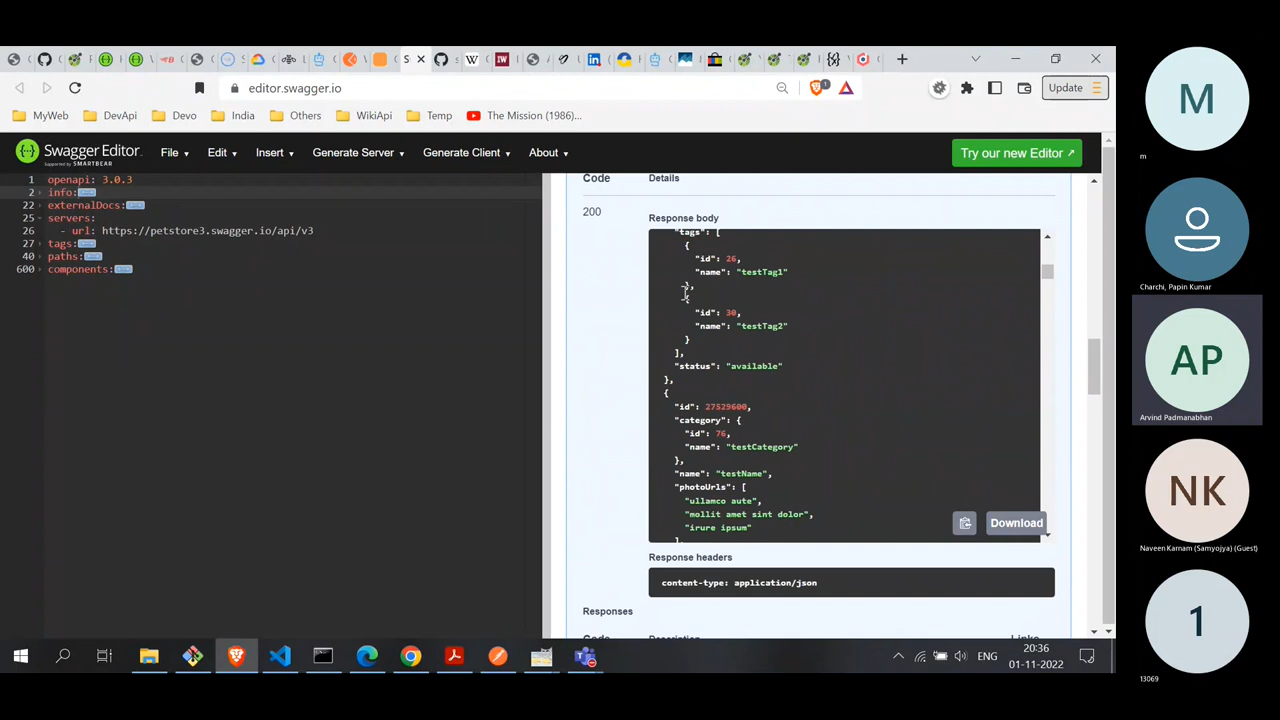 S
W
IW
editor.swagger.io
1
Update
MyWeb
DevApi
Devo
India
Others
WikiApi
Temp
The Mission (1986)...
Swagger Editor.
Supported by SMARTBEAR
File
Edit
Insert
Generate Server
Generate Client
About
Try our new Editor ↗
1 openapi: 3.0.3
2 info:
22 externalDocs:
25 servers:
26 - url: https://petstore3.swagger.io/api/v3
27 tags:
40 paths:
600 components:
Code Details
200
Response body
"tags": [
{
"id": 26,
"name": "testTag1"
},
{
"id": 30,
"name": "testTag2"
}
],
"status": "available"
},
{
"id": 27529600,
"category": {
"id": 76,
"name": "testCategory"
},
"name": "testName",
"photoUrls": [
"ullamco aute",
"mollit amet sint dolor",
"irure ipsum"
],
Download
Response headers
content-type: application/json
Responses
Code Description Links
ENG
20:36
01-11-2022
M
m
Charchi, Papin Kumar
AP
Arvind Padmanabhan
NK
Naveen Karnam (Samyojya) (Guest)
1
13069